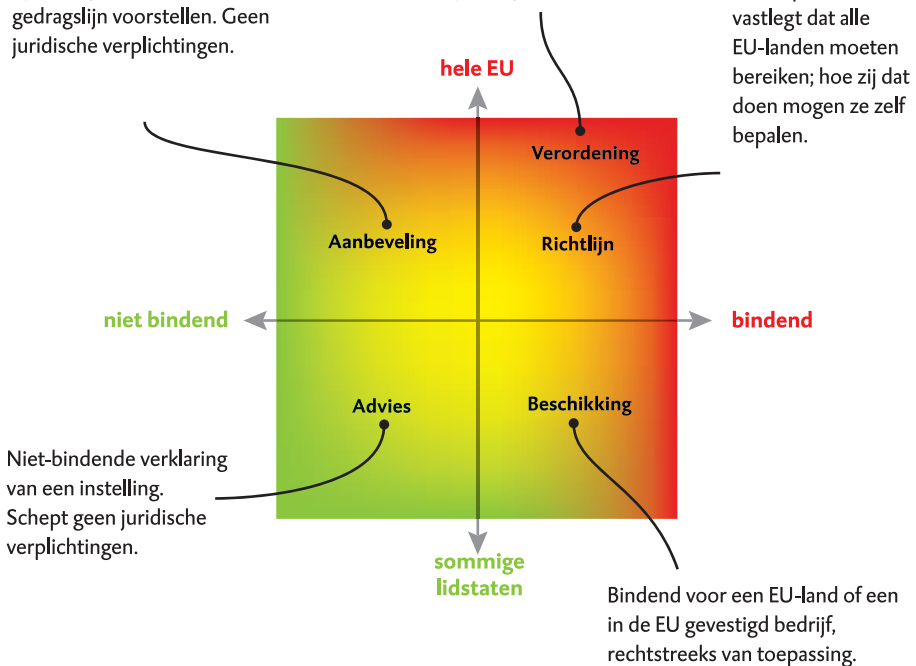 gedragslijn voorstellen. Geen
juridische verplichtingen.
vastlegt dat alle
EU-landen moeten
bereiken; hoe zij dat
doen mogen ze zelf
bepalen.
hele EU
Verordening
Aanbeveling
Richtlijn
niet bindend
bindend
Advies
Beschikking
Niet-bindende verklaring
van een instelling.
Schept geen juridische
verplichtingen.
sommige
lidstaten
Bindend voor een EU-land of een
in de EU gevestigd bedrijf,
rechtstreeks van toepassing.